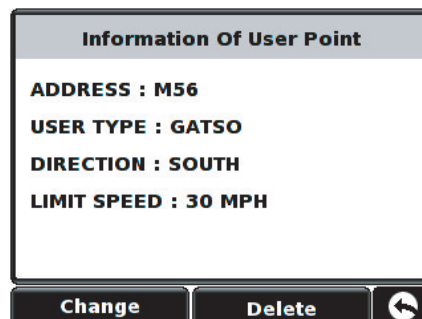 Information Of User Point
ADDRESS : M56
USER TYPE : GATSO
DIRECTION : SOUTH
LIMIT SPEED : 30 MPH
Change Delete